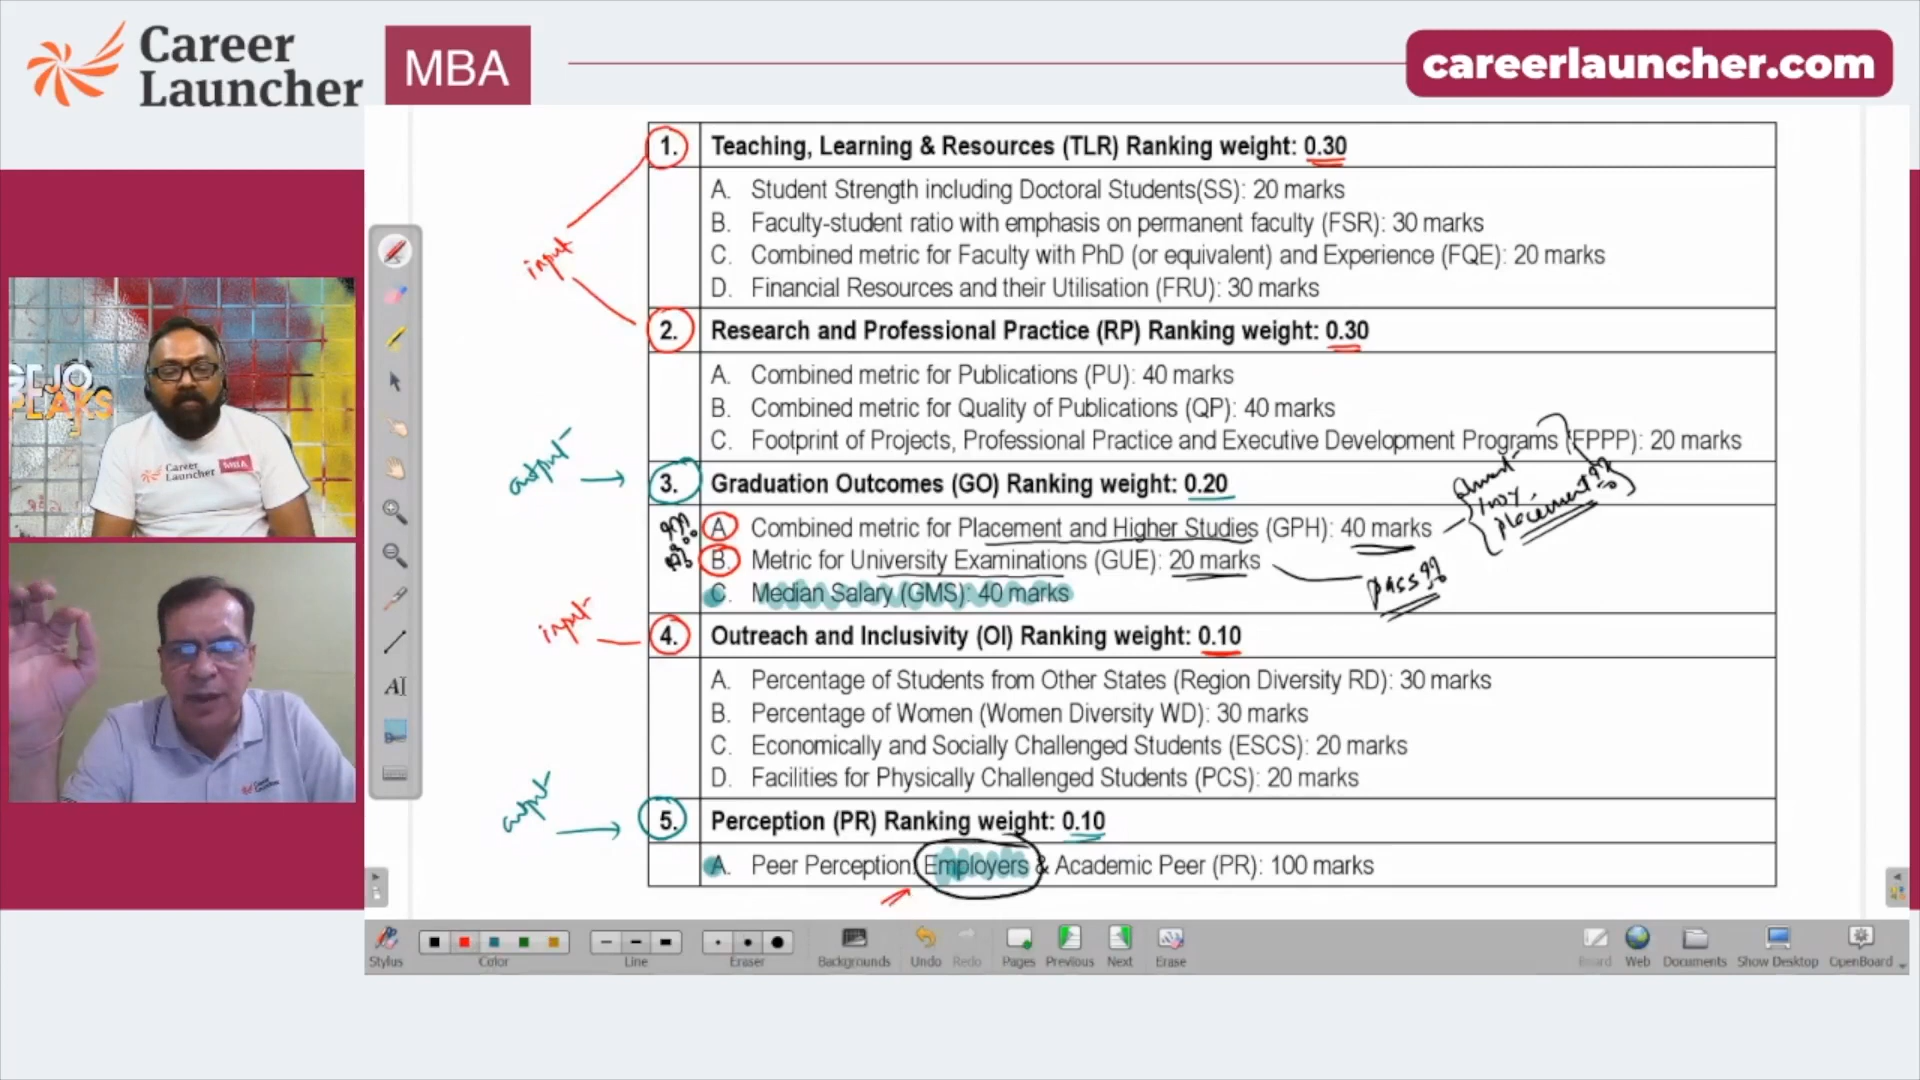 Career
Launcher
MBA
careerlauncher.com
1. Teaching, Learning & Resources (TLR) Ranking weight: 0.30
A. Student Strength including Doctoral Students(SS): 20 marks
B. Faculty-student ratio with emphasis on permanent faculty (FSR): 30 marks
C. Combined metric for Faculty with PhD (or equivalent) and Experience (FQE): 20 marks
D. Financial Resources and their Utilisation (FRU): 30 marks
input
2. Research and Professional Practice (RP) Ranking weight: 0.30
A. Combined metric for Publications (PU): 40 marks
B. Combined metric for Quality of Publications (QP): 40 marks
C. Footprint of Projects, Professional Practice and Executive Development Programs (FPPP): 20 marks
output
3. Graduation Outcomes (GO) Ranking weight: 0.20
A. Combined metric for Placement and Higher Studies (GPH): 40 marks
B. Metric for University Examinations (GUE): 20 marks
C. Median Salary (GMS): 40 marks
100%
placement??
pass??
input
4. Outreach and Inclusivity (OI) Ranking weight: 0.10
A. Percentage of Students from Other States (Region Diversity RD): 30 marks
B. Percentage of Women (Women Diversity WD): 30 marks
C. Economically and Socially Challenged Students (ESCS): 20 marks
D. Facilities for Physically Challenged Students (PCS): 20 marks
output
5. Perception (PR) Ranking weight: 0.10
A. Peer Perception: Employers & Academic Peer (PR): 100 marks
GEJO
SPEAKS
Career
Launcher
MBA
AI
Stylus
Color
Line
Eraser
Backgrounds
Undo
Redo
Pages
Previous
Next
Erase
Board
Web
Documents
Show Desktop
OpenBoard